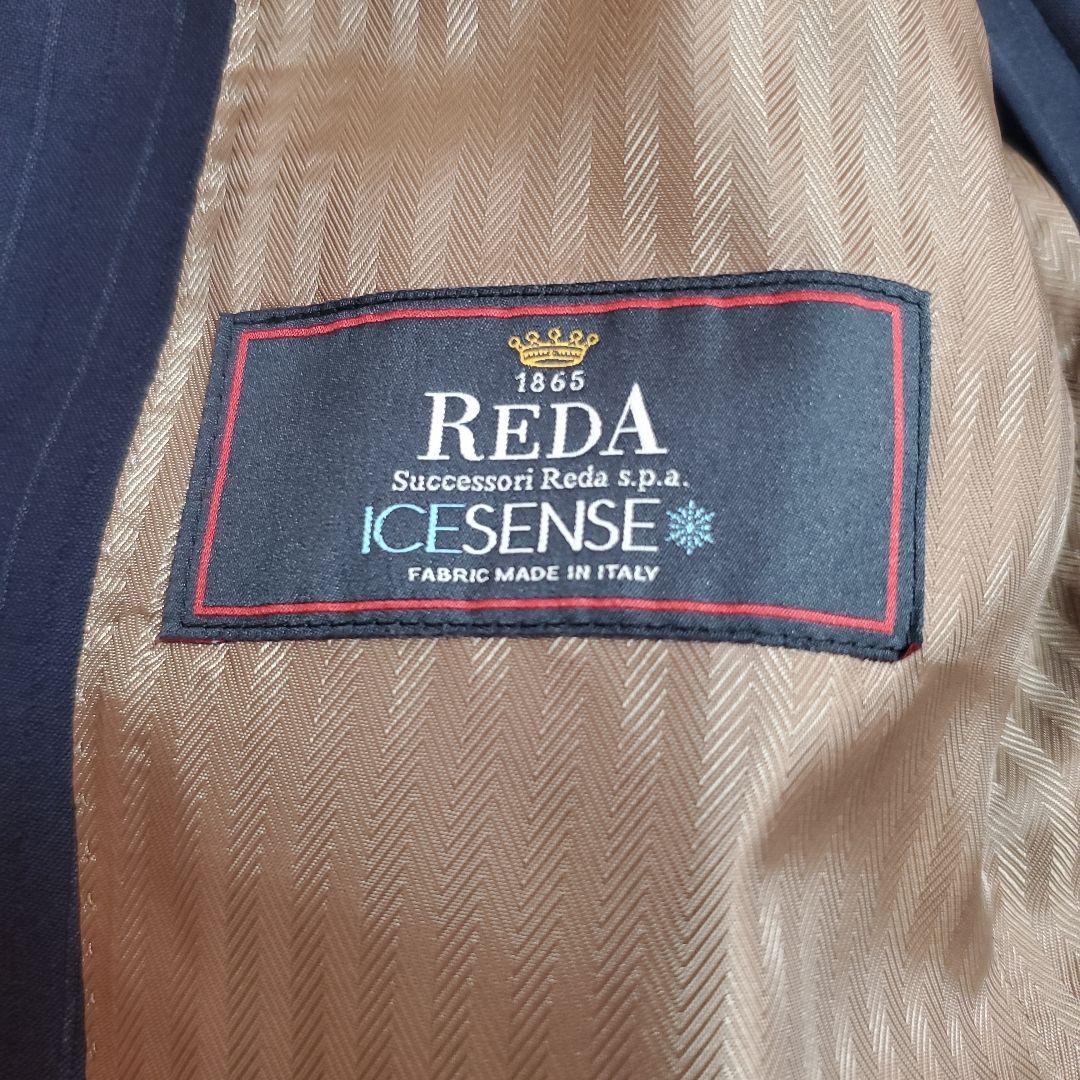 1865
REDA
Successori Reda s.p.a.
ICESENSE
FABRIC MADE IN ITALY